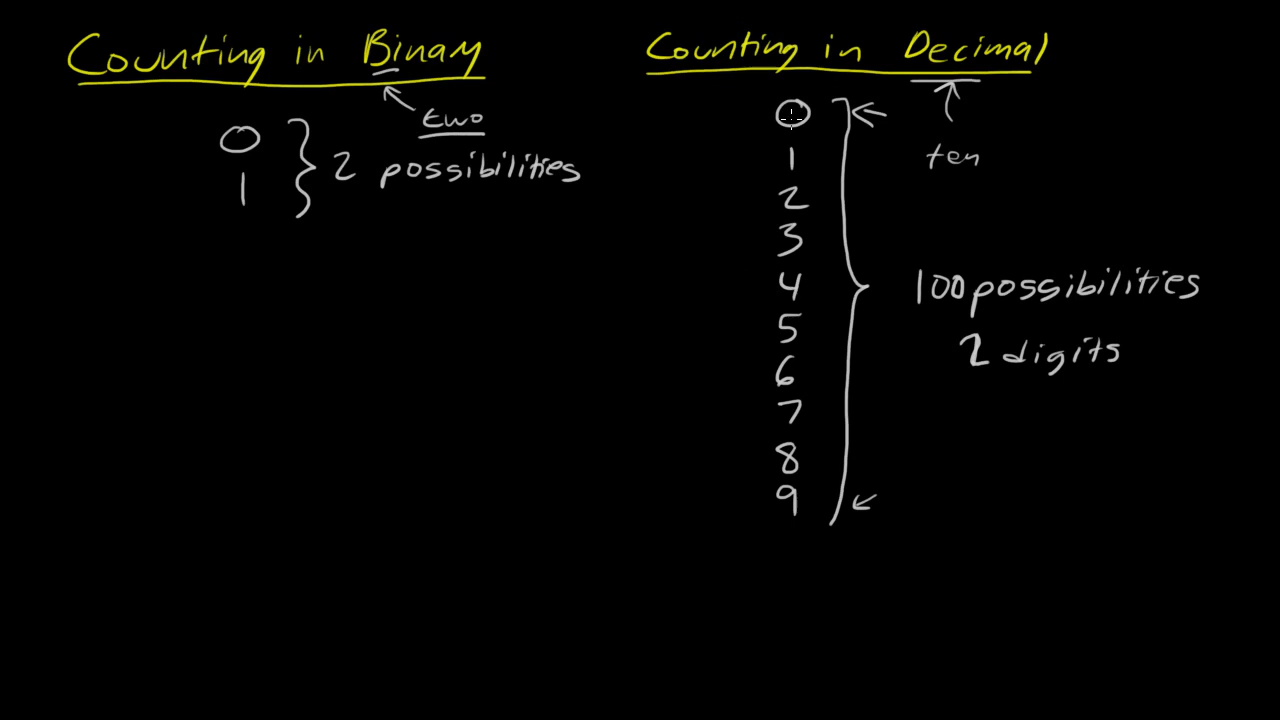 Counting in Binary
two
0
1
2 possibilities
Counting in Decimal
ten
0
1
2
3
4
5
6
7
8
9
100 possibilities
2 digits